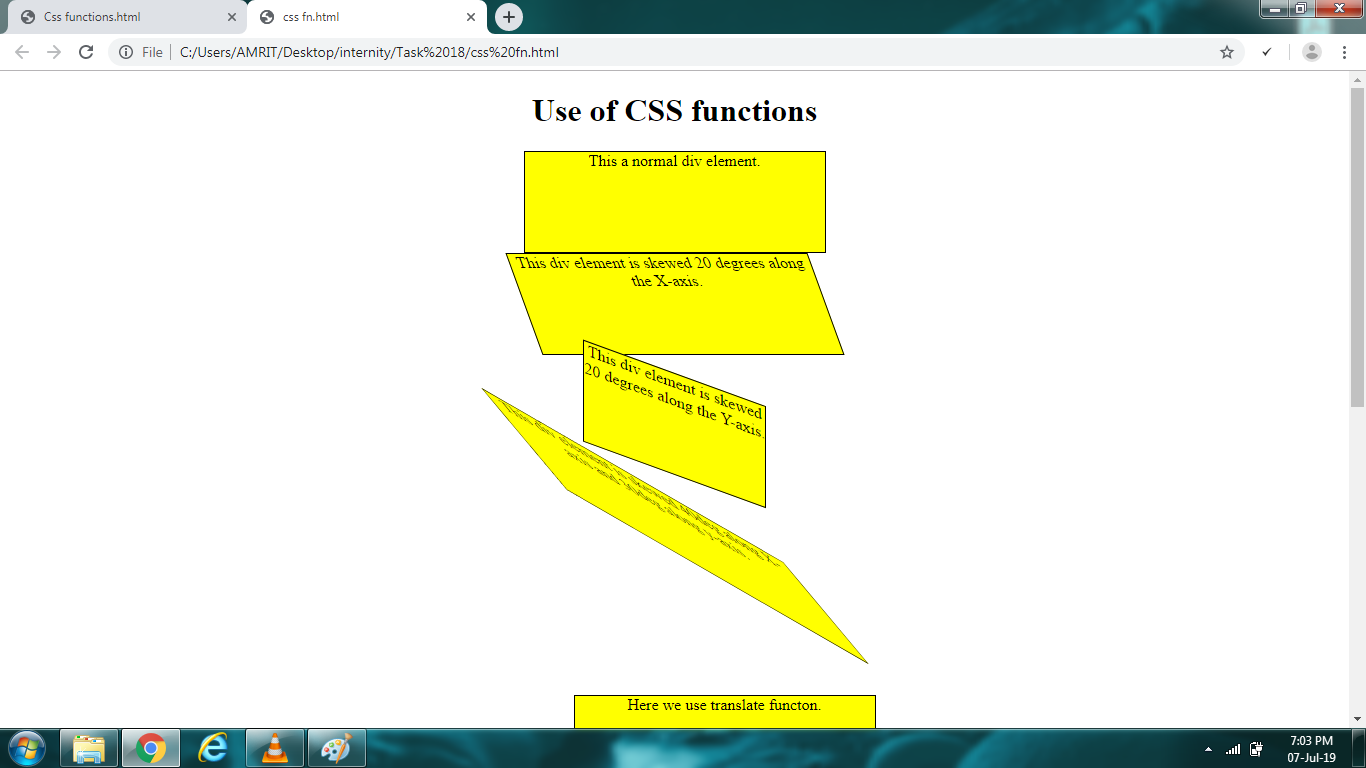 Css functions.html
css fn.html
File
C:/Users/AMRIT/Desktop/internity/Task%2018/css%20fn.html
Use of CSS functions
This a normal div element.
This div element is skewed 20 degrees along
the X-axis.
This div element is skewed
20 degrees along the Y-axis.
Here we use translate functon.
7:03 PM
07-Jul-19